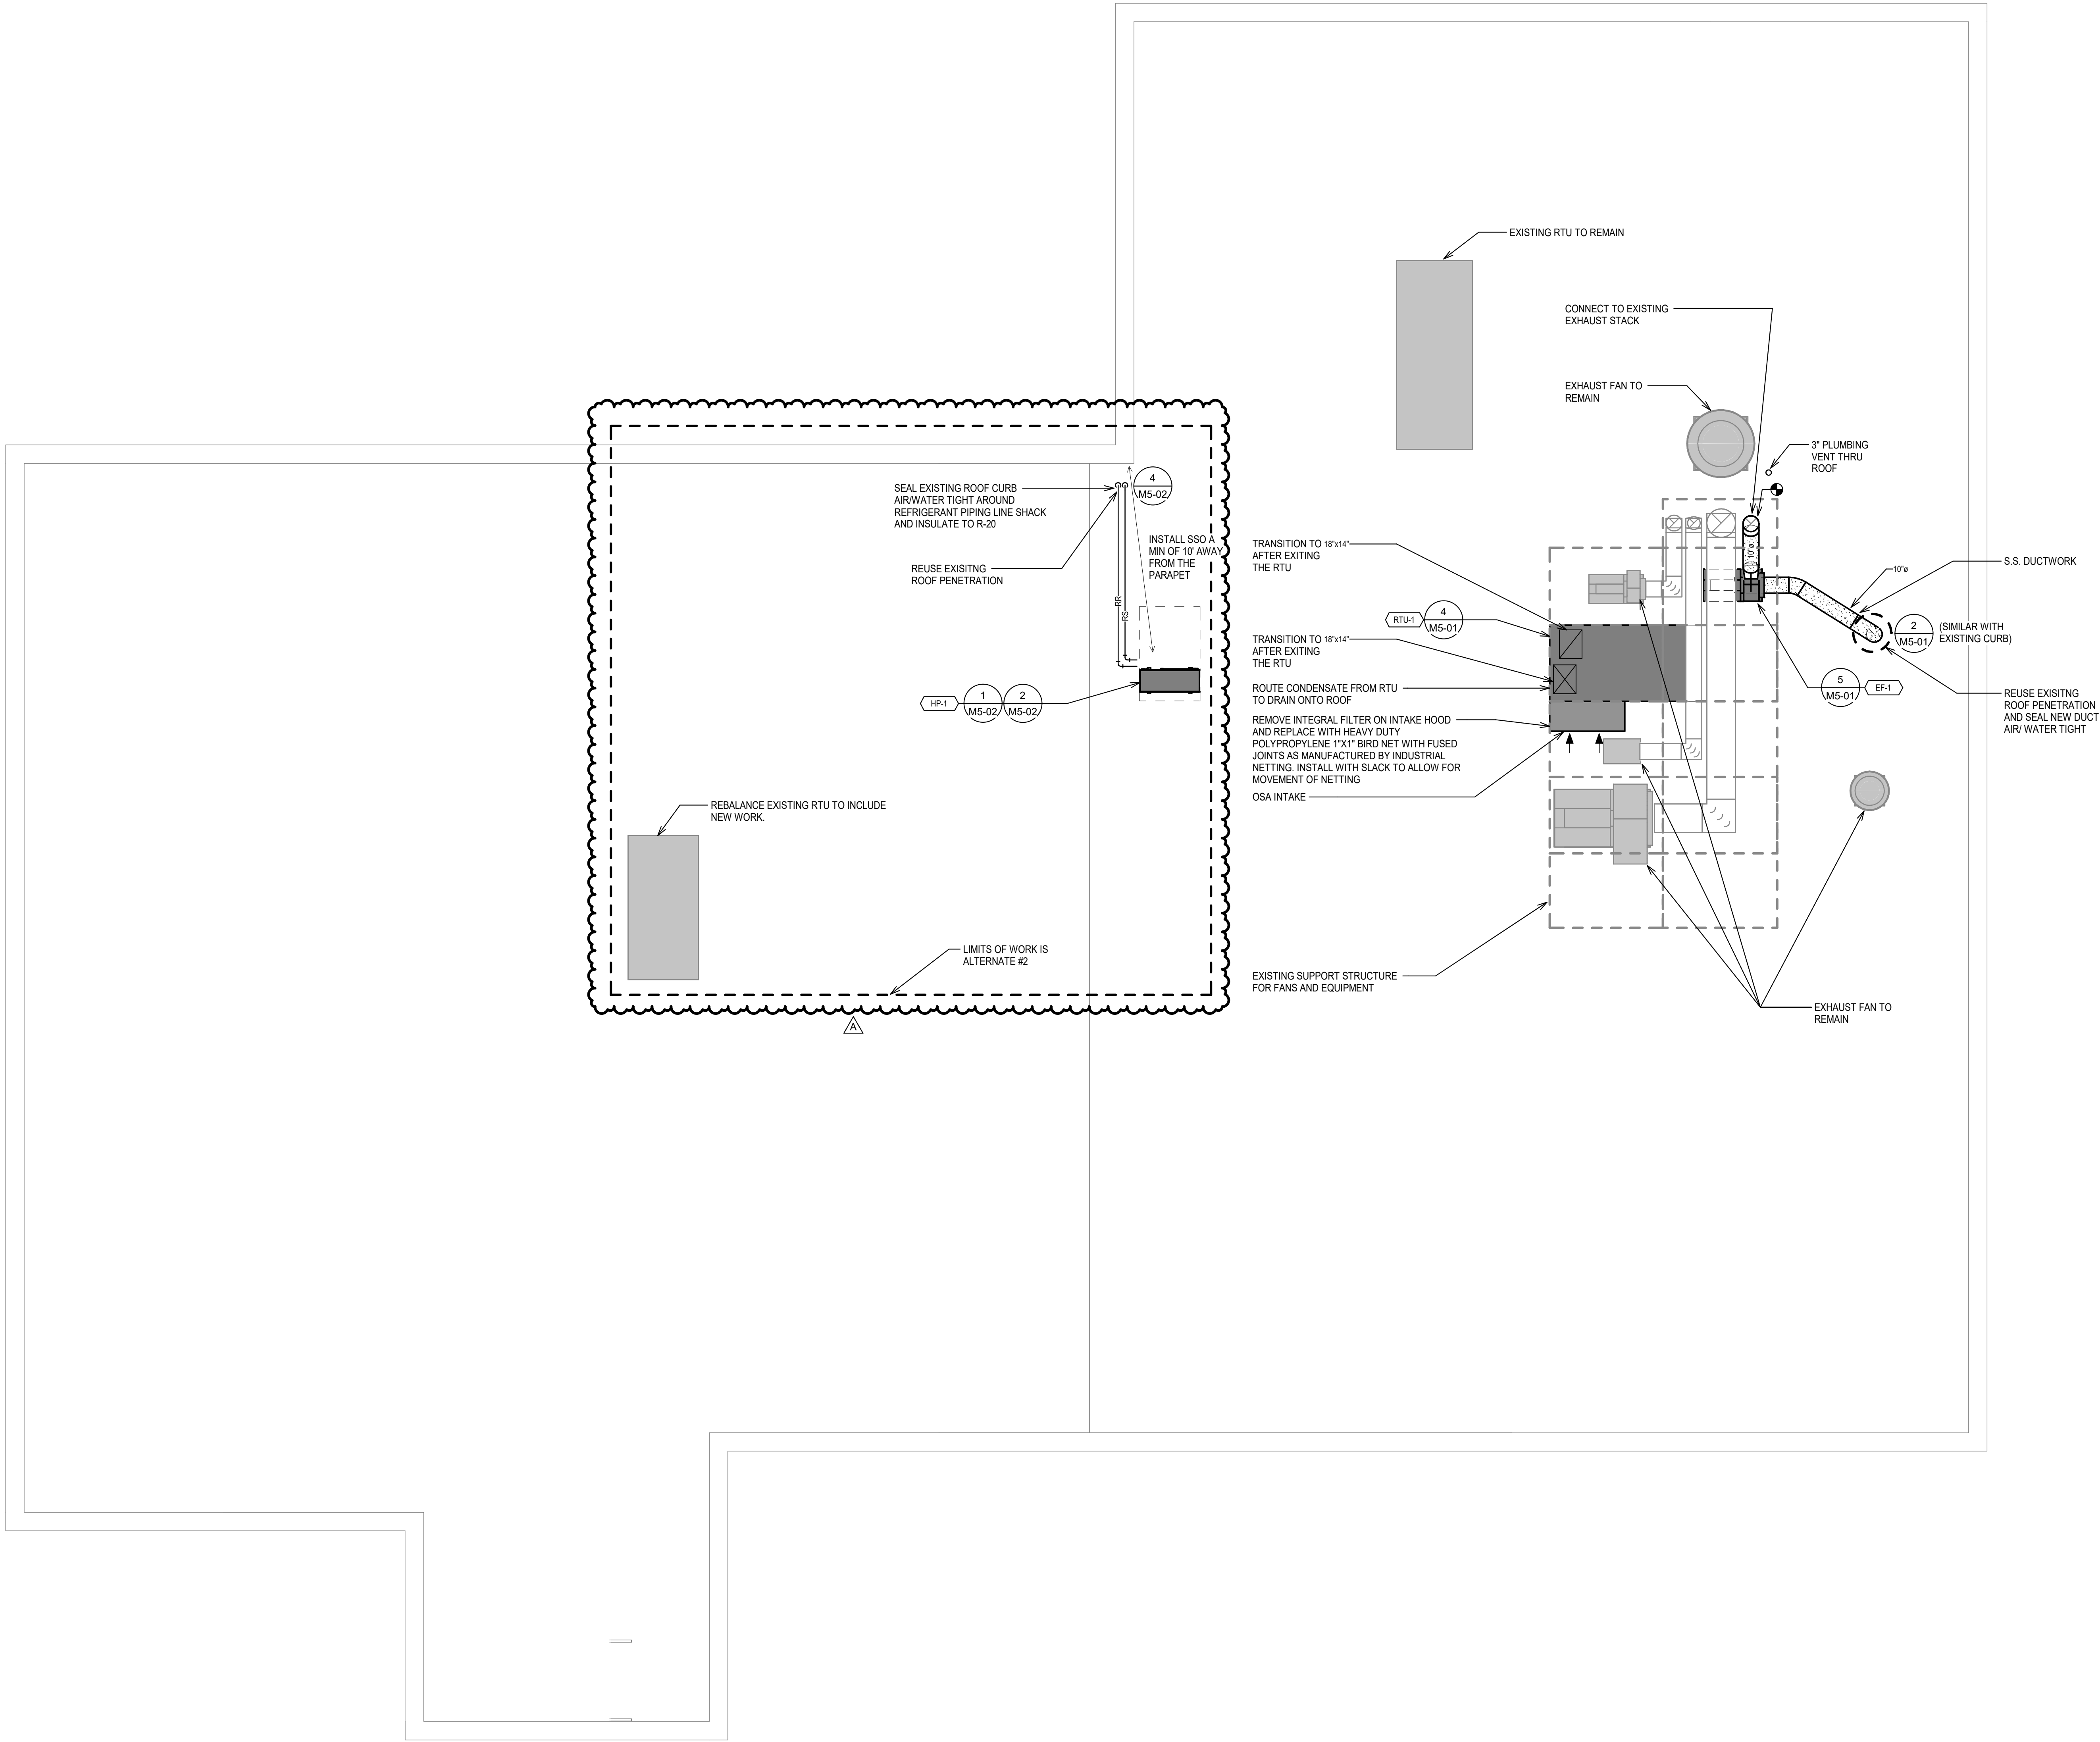 EXISTING RTU TO REMAIN
CONNECT TO EXISTING
EXHAUST STACK
EXHAUST FAN TO
REMAIN
3" PLUMBING
VENT THRU
ROOF
SEAL EXISTING ROOF CURB
AIR/WATER TIGHT AROUND
REFRIGERANT PIPING LINE SHACK
AND INSULATE TO R-20
4
M5-02
REUSE EXISITNG
ROOF PENETRATION
INSTALL SSO A
MIN OF 10' AWAY
FROM THE
PARAPET
RR
RS
HP-1
1
M5-02
2
M5-02
REBALANCE EXISTING RTU TO INCLUDE
NEW WORK.
LIMITS OF WORK IS
ALTERNATE #2
A
TRANSITION TO 18"x14"
AFTER EXITING
THE RTU
RTU-1
4
M5-01
TRANSITION TO 18"x14"
AFTER EXITING
THE RTU
ROUTE CONDENSATE FROM RTU
TO DRAIN ONTO ROOF
REMOVE INTEGRAL FILTER ON INTAKE HOOD
AND REPLACE WITH HEAVY DUTY
POLYPROPYLENE 1"X1" BIRD NET WITH FUSED
JOINTS AS MANUFACTURED BY INDUSTRIAL
NETTING. INSTALL WITH SLACK TO ALLOW FOR
MOVEMENT OF NETTING
OSA INTAKE
EXISTING SUPPORT STRUCTURE
FOR FANS AND EQUIPMENT
10"ø
10"ø
S.S. DUCTWORK
2
M5-01
(SIMILAR WITH
EXISTING CURB)
5
M5-01
EF-1
REUSE EXISITNG
ROOF PENETRATION
AND SEAL NEW DUCT
AIR/ WATER TIGHT
EXHAUST FAN TO
REMAIN